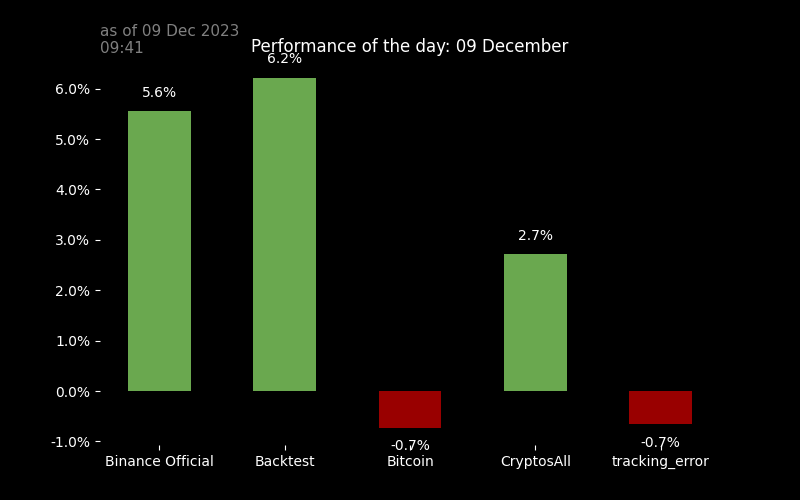 as of 09 Dec 2023
09:41
Performance of the day: 09 December
6.2%
5.6%
2.7%
6.0%
5.0%
4.0%
3.0%
2.0%
1.0%
0.0%
-1.0%
-0.7%
-0.7%
Binance Official
Backtest
Bitcoin
CryptosAll
tracking_error